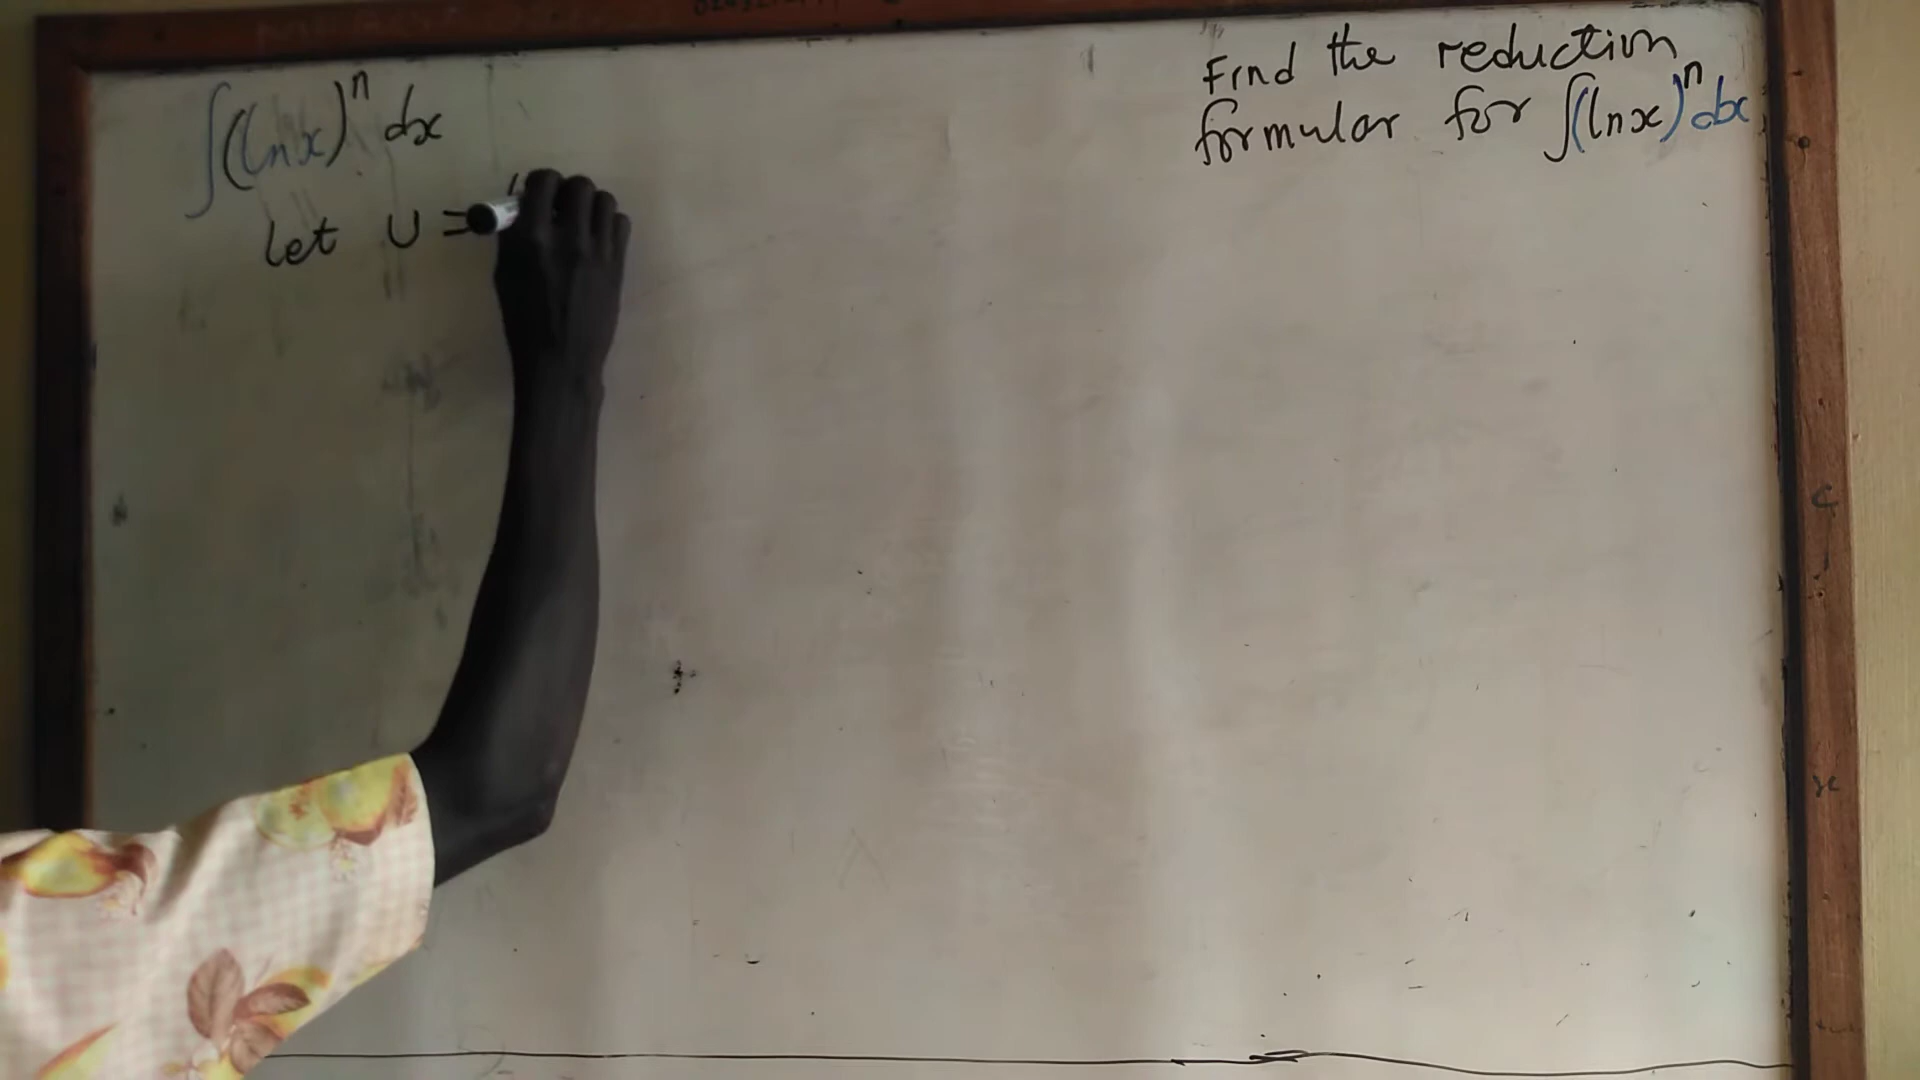 ∫(lnx)ⁿ dx
let U =
Find the reduction
formular for ∫(lnx)ⁿdx